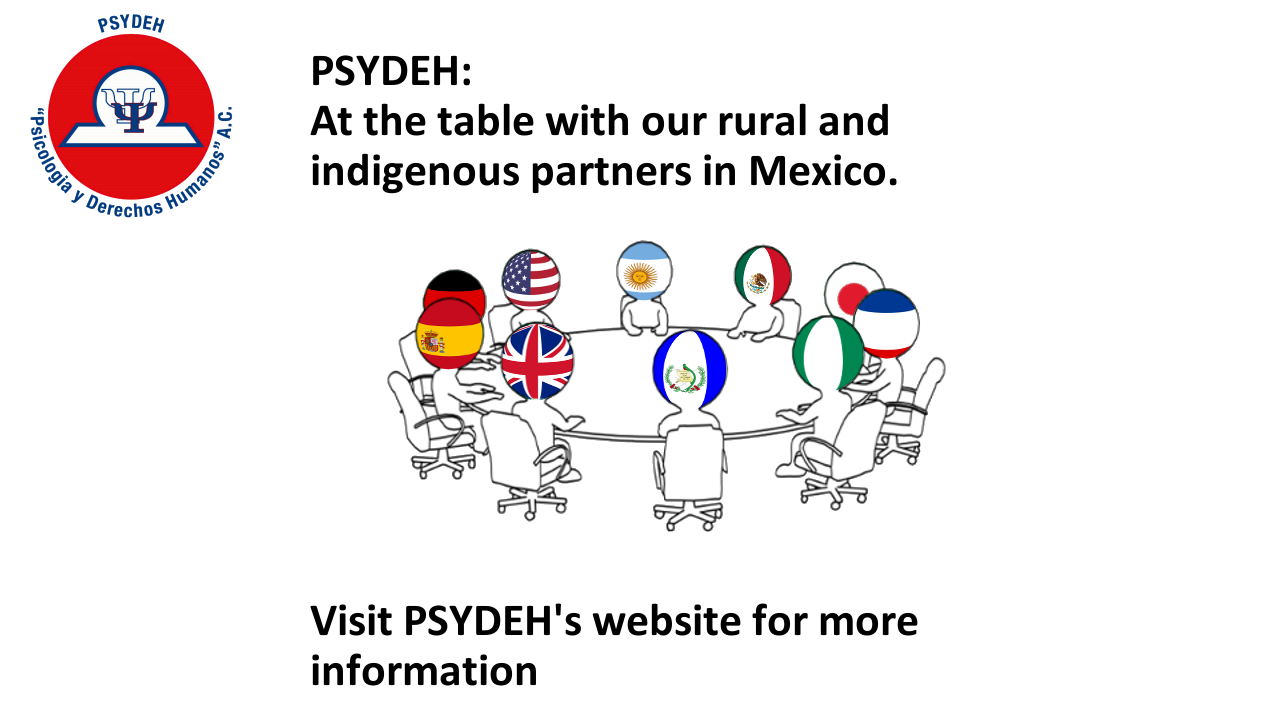 PSYDEH
"Psicología y Derechos Humanos" A.C.
PSYDEH:
At the table with our rural and
indigenous partners in Mexico.
Visit PSYDEH's website for more
information